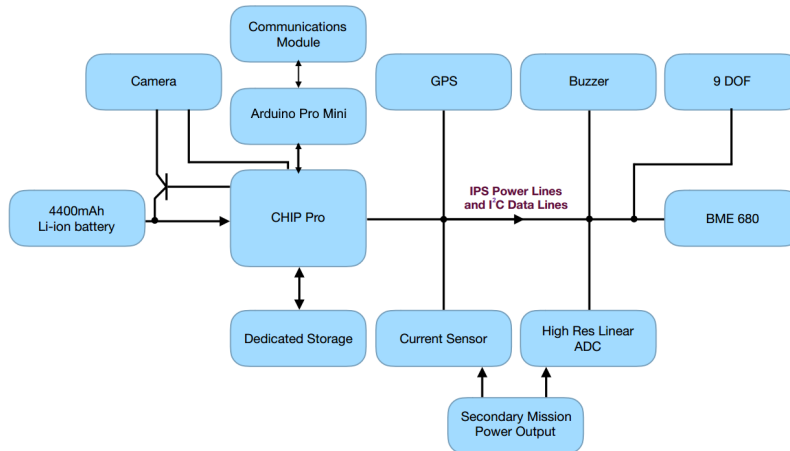 Communications
Module
Camera
GPS
Buzzer
9 DOF
Arduino Pro Mini
4400mAh
Li-ion battery
CHIP Pro
IPS Power Lines
and I²C Data Lines
BME 680
Dedicated Storage
Current Sensor
High Res Linear
ADC
Secondary Mission
Power Output